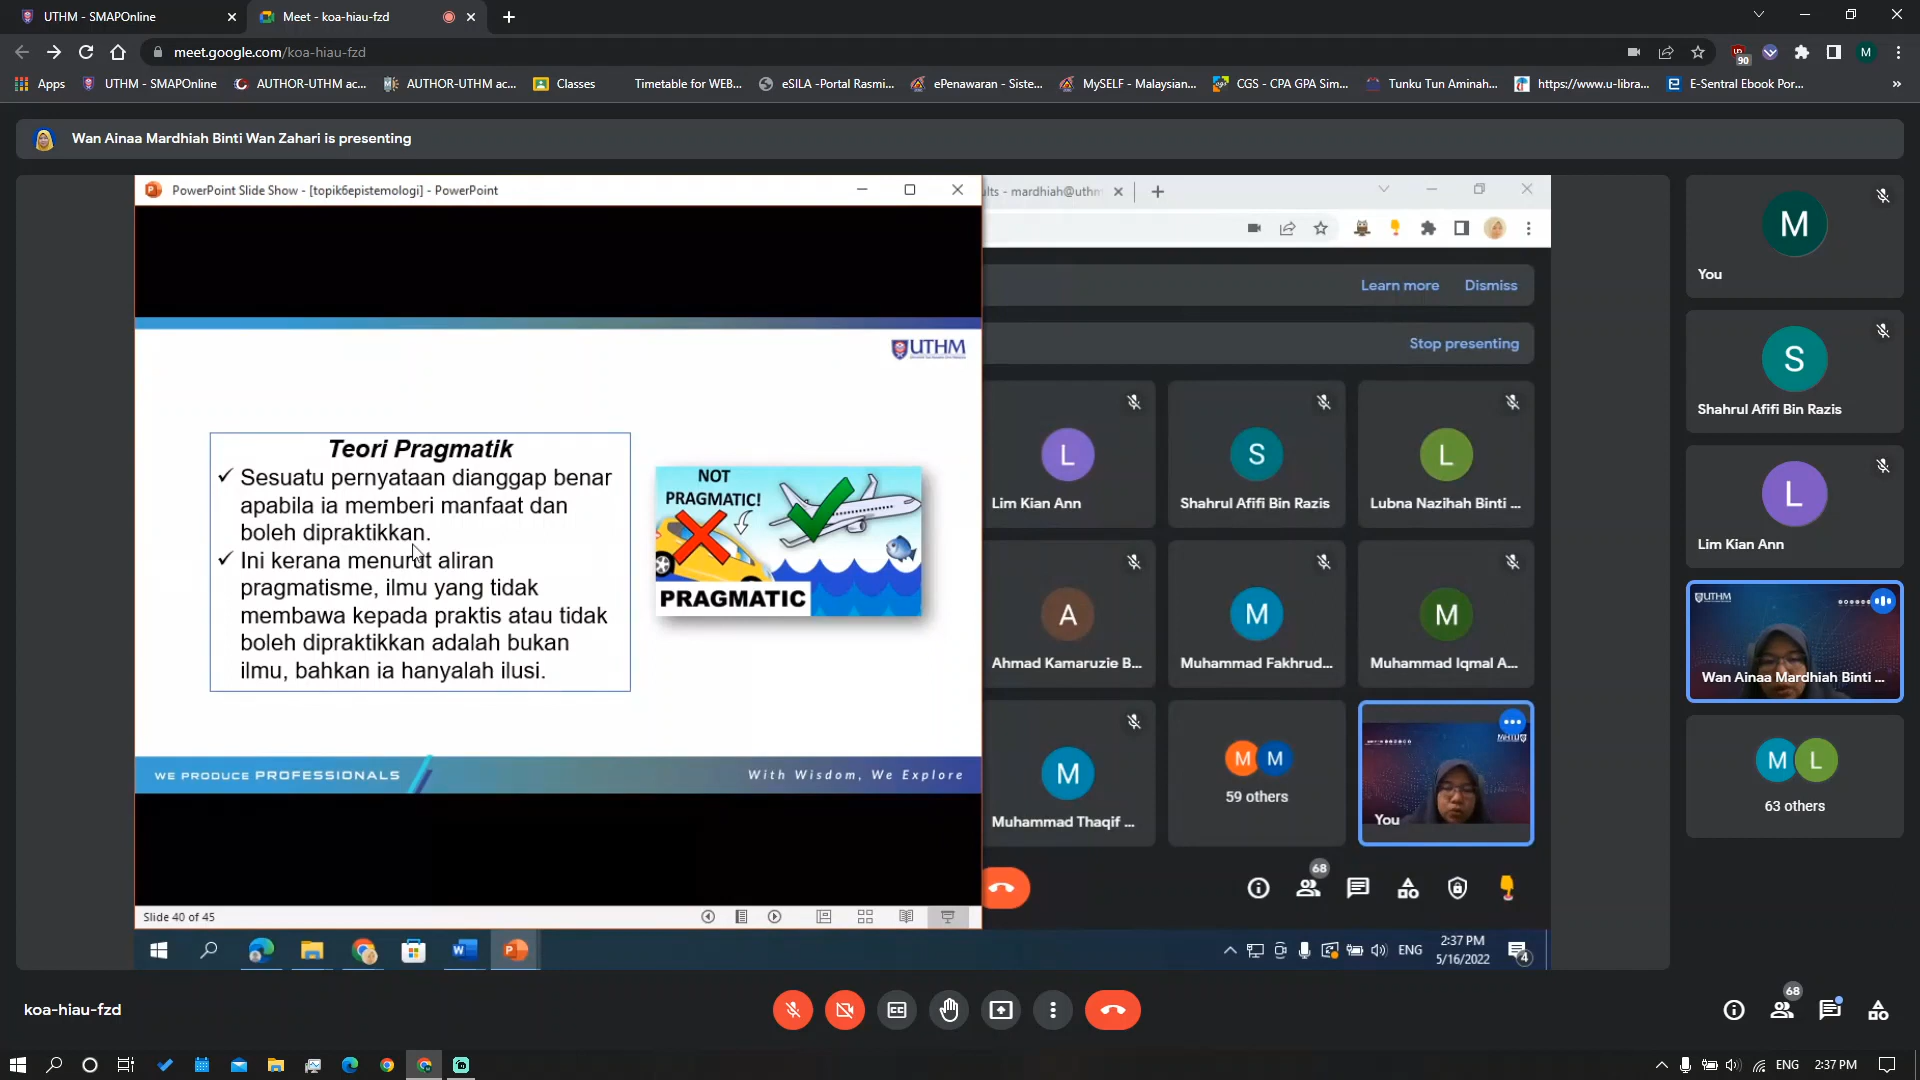 UTHM - SMAPOnline
Meet - koa-hiau-fzd
meet.google.com/koa-hiau-fzd
90
M
Apps
UTHM - SMAPOnline
AUTHOR-UTHM ac...
AUTHOR-UTHM ac...
Classes
Timetable for WEB...
eSILA -Portal Rasmi...
ePenawaran - Siste...
MySELF - Malaysian...
CGS - CPA GPA Sim...
Tunku Tun Aminah...
https://www.u-libra...
E-Sentral Ebook Por...
Wan Ainaa Mardhiah Binti Wan Zahari is presenting
PowerPoint Slide Show - [topik6epistemologi] - PowerPoint
ults - mardhiah@uthm
Learn more
Dismiss
Stop presenting
UTHM
Teori Pragmatik
Sesuatu pernyataan dianggap benar
apabila ia memberi manfaat dan
boleh dipraktikkan.
Ini kerana menurut aliran
pragmatisme, ilmu yang tidak
membawa kepada praktis atau tidak
boleh dipraktikkan adalah bukan
ilmu, bahkan ia hanyalah ilusi.
NOT
PRAGMATIC!
PRAGMATIC
WE PRODUCE PROFESSIONALS
With Wisdom, We Explore
Slide 40 of 45
L
Lim Kian Ann
S
Shahrul Afifi Bin Razis
L
Lubna Nazihah Binti ...
A
Ahmad Kamaruzie B...
M
Muhammad Fakhrud...
M
Muhammad Iqmal A...
M
Muhammad Thaqif ...
M M
59 others
You
68
ENG
2:37 PM
5/16/2022
4
M
You
S
Shahrul Afifi Bin Razis
L
Lim Kian Ann
UTHM
Wan Ainaa Mardhiah Binti ...
M L
63 others
koa-hiau-fzd
68
ENG
2:37 PM